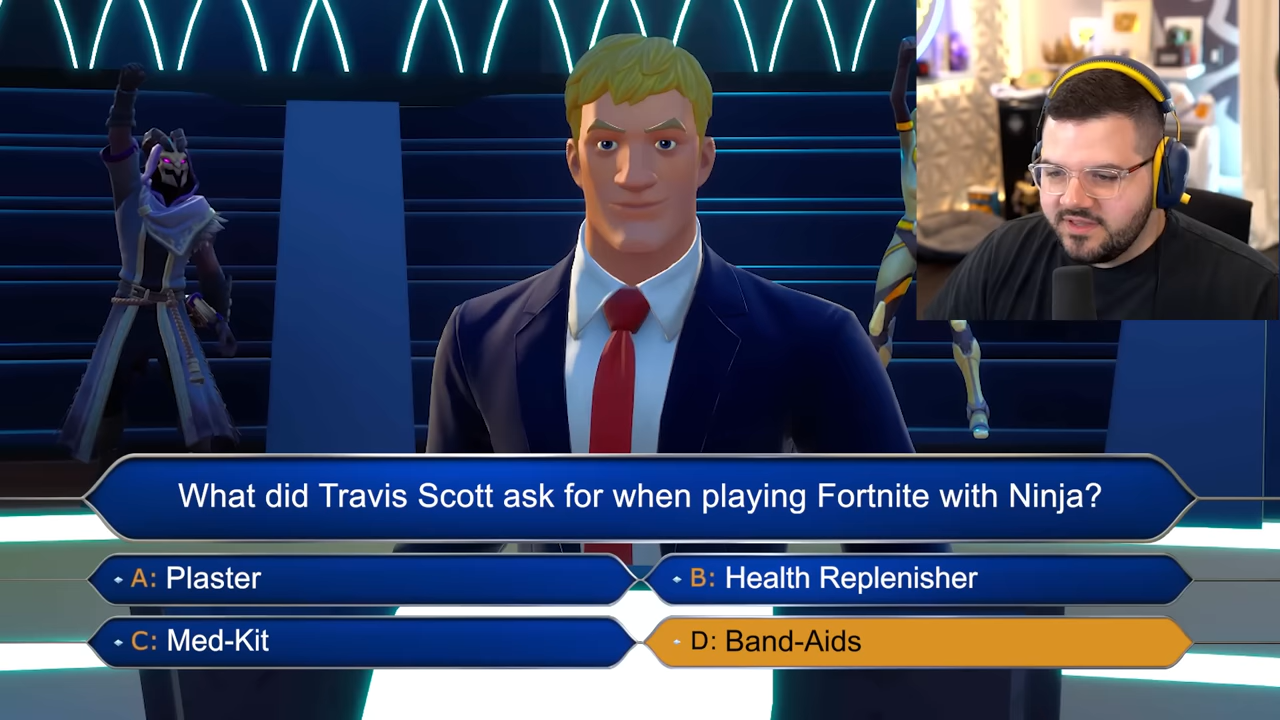 What did Travis Scott ask for when playing Fortnite with Ninja?
A: Plaster
B: Health Replenisher
C: Med-Kit
D: Band-Aids